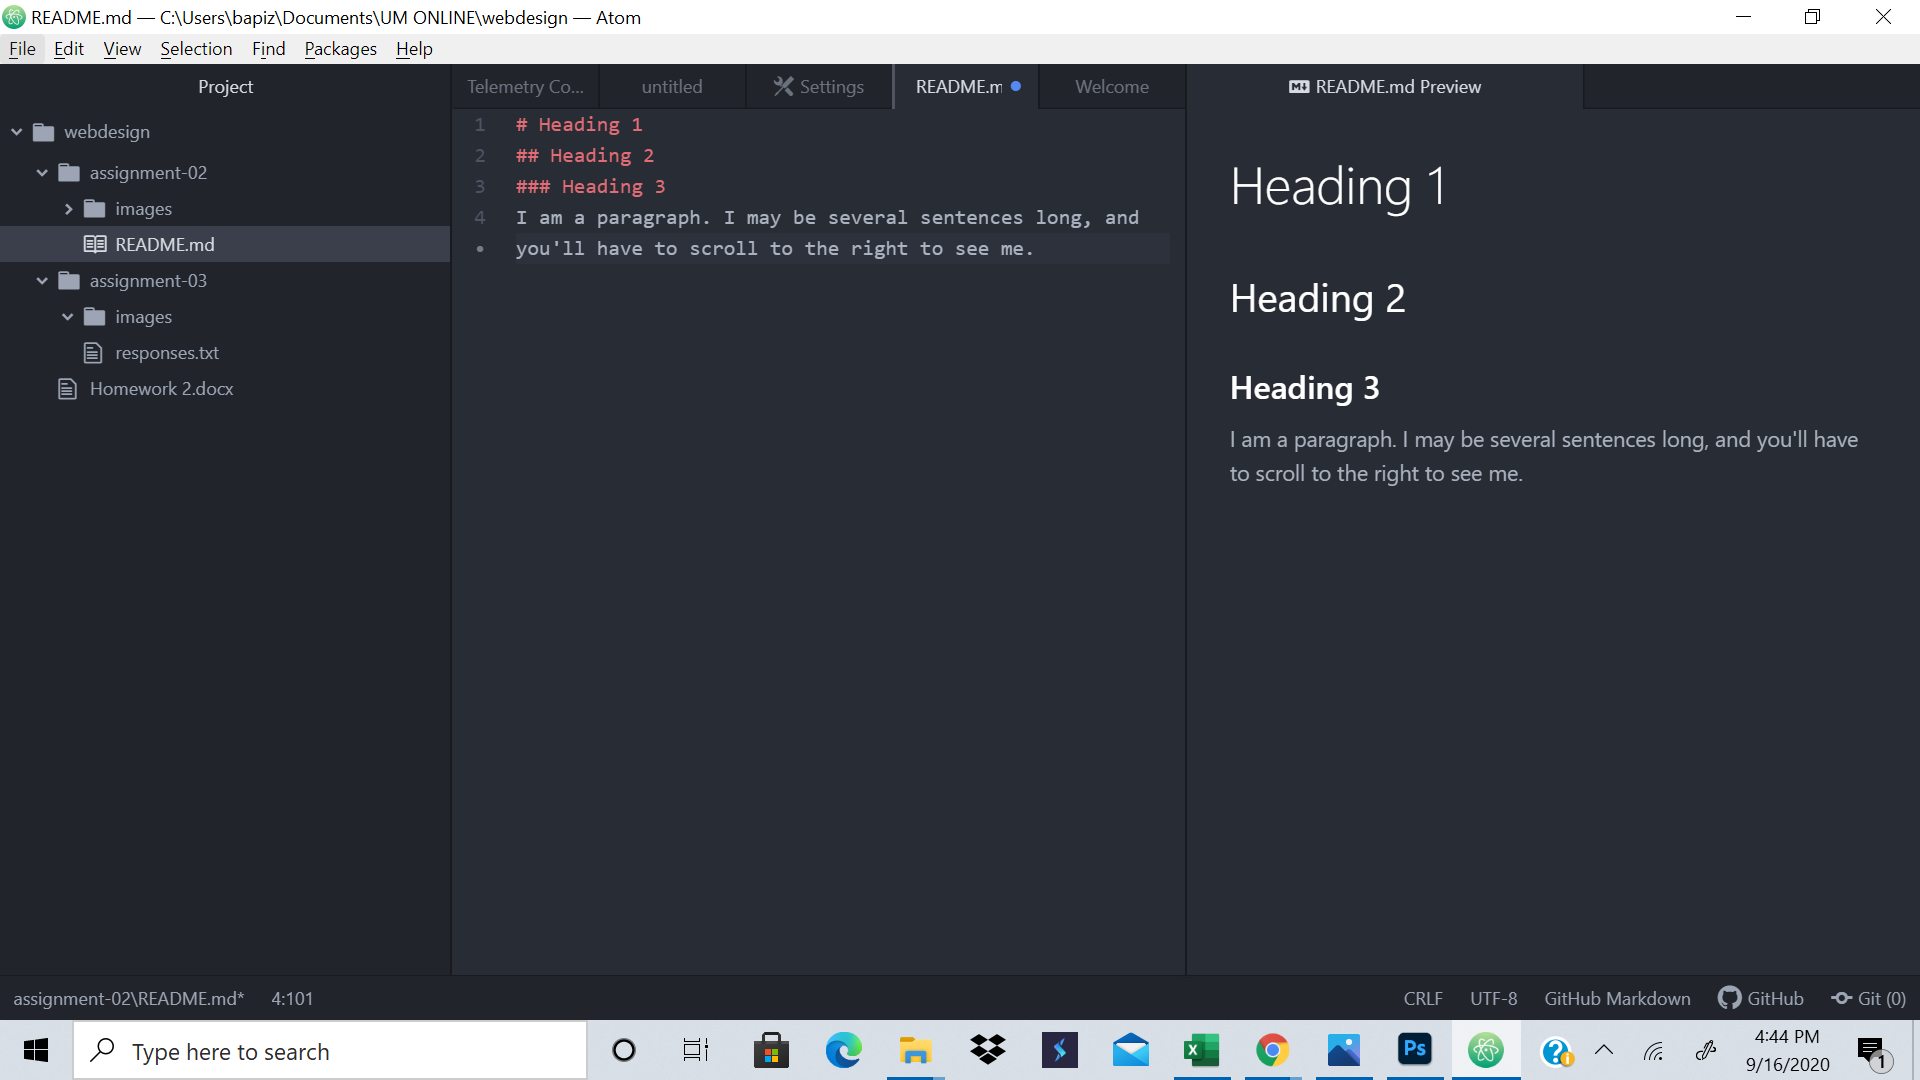 README.md — C:\Users\bapiz\Documents\UM ONLINE\webdesign — Atom
File Edit View Selection Find Packages Help
Project
webdesign
assignment-02
images
README.md
assignment-03
images
responses.txt
Homework 2.docx
Telemetry Co... untitled Settings README.m Welcome
1 # Heading 1
2 ## Heading 2
3 ### Heading 3
4 I am a paragraph. I may be several sentences long, and
• you'll have to scroll to the right to see me.
README.md Preview
Heading 1
Heading 2
Heading 3
I am a paragraph. I may be several sentences long, and you'll have
to scroll to the right to see me.
assignment-02\README.md* 4:101 CRLF UTF-8 GitHub Markdown GitHub Git (0)
Type here to search
Ps
4:44 PM
9/16/2020
1